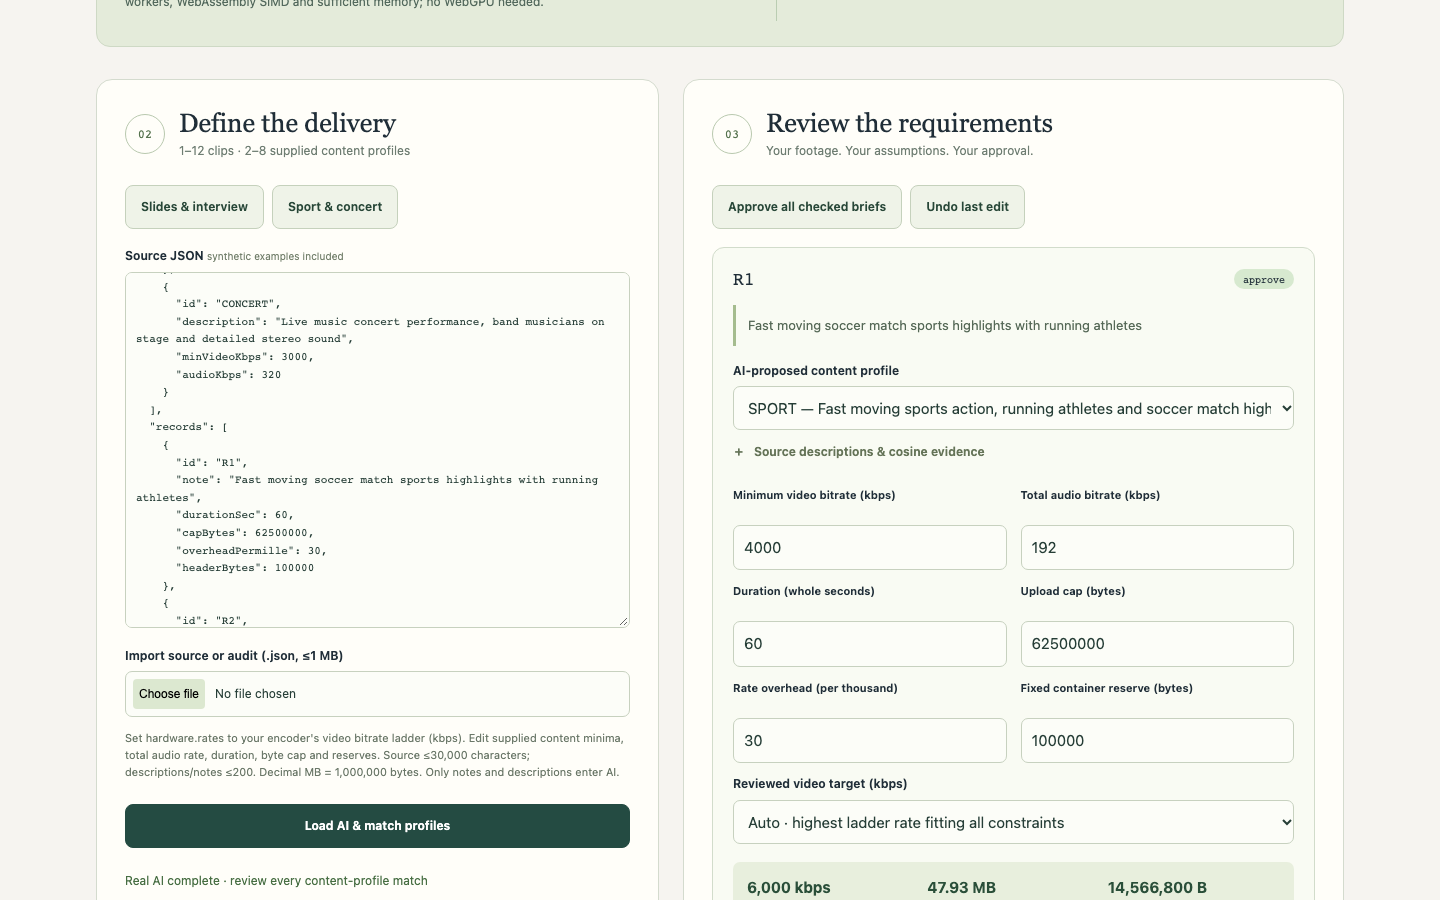 workers, WebAssembly SIMD and sufficient memory; no WebGPU needed.
02
Define the delivery
1–12 clips · 2–8 supplied content profiles
Slides & interview
Sport & concert
Source JSON synthetic examples included
{
"id": "CONCERT",
"description": "Live music concert performance, band musicians on
stage and detailed stereo sound",
"minVideoKbps": 3000,
"audioKbps": 320
}
],
"records": [
{
"id": "R1",
"note": "Fast moving soccer match sports highlights with running
athletes",
"durationSec": 60,
"capBytes": 62500000,
"overheadPermille": 30,
"headerBytes": 100000
},
{
"id": "R2",
Import source or audit (.json, ≤1 MB)
Choose file No file chosen
Set hardware.rates to your encoder's video bitrate ladder (kbps). Edit supplied content minima,
total audio rate, duration, byte cap and reserves. Source ≤30,000 characters;
descriptions/notes ≤200. Decimal MB = 1,000,000 bytes. Only notes and descriptions enter AI.
Load AI & match profiles
Real AI complete · review every content-profile match
03
Review the requirements
Your footage. Your assumptions. Your approval.
Approve all checked briefs
Undo last edit
R1
approve
Fast moving soccer match sports highlights with running athletes
AI-proposed content profile
SPORT — Fast moving sports action, running athletes and soccer match high
+ Source descriptions & cosine evidence
Minimum video bitrate (kbps)
Total audio bitrate (kbps)
4000
192
Duration (whole seconds)
Upload cap (bytes)
60
62500000
Rate overhead (per thousand)
Fixed container reserve (bytes)
30
100000
Reviewed video target (kbps)
Auto · highest ladder rate fitting all constraints
6,000 kbps
47.93 MB
14,566,800 B